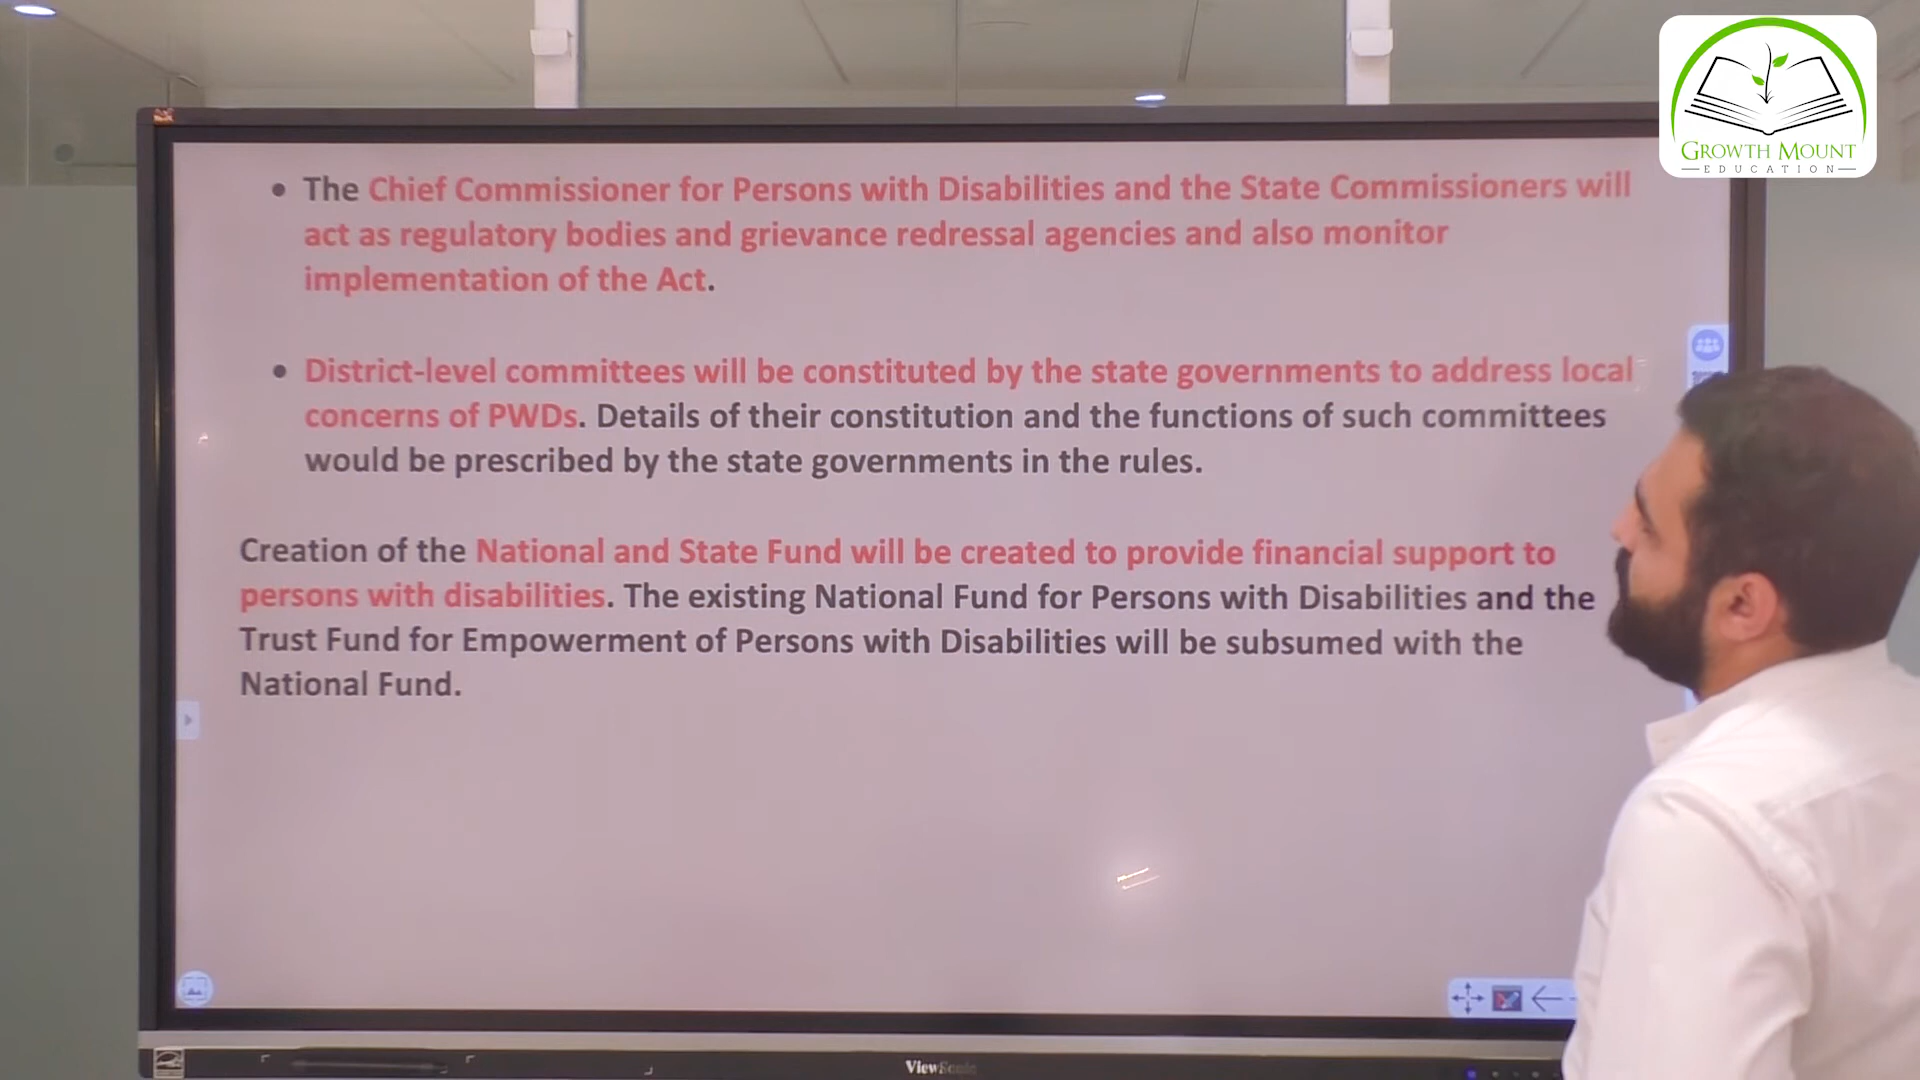 GROWTH MOUNT
EDUCATION
• The Chief Commissioner for Persons with Disabilities and the State Commissioners will
act as regulatory bodies and grievance redressal agencies and also monitor
implementation of the Act.
• District-level committees will be constituted by the state governments to address local
concerns of PWDs. Details of their constitution and the functions of such committees
would be prescribed by the state governments in the rules.
Creation of the National and State Fund will be created to provide financial support to
persons with disabilities. The existing National Fund for Persons with Disabilities and the
Trust Fund for Empowerment of Persons with Disabilities will be subsumed with the
National Fund.
ViewSonic